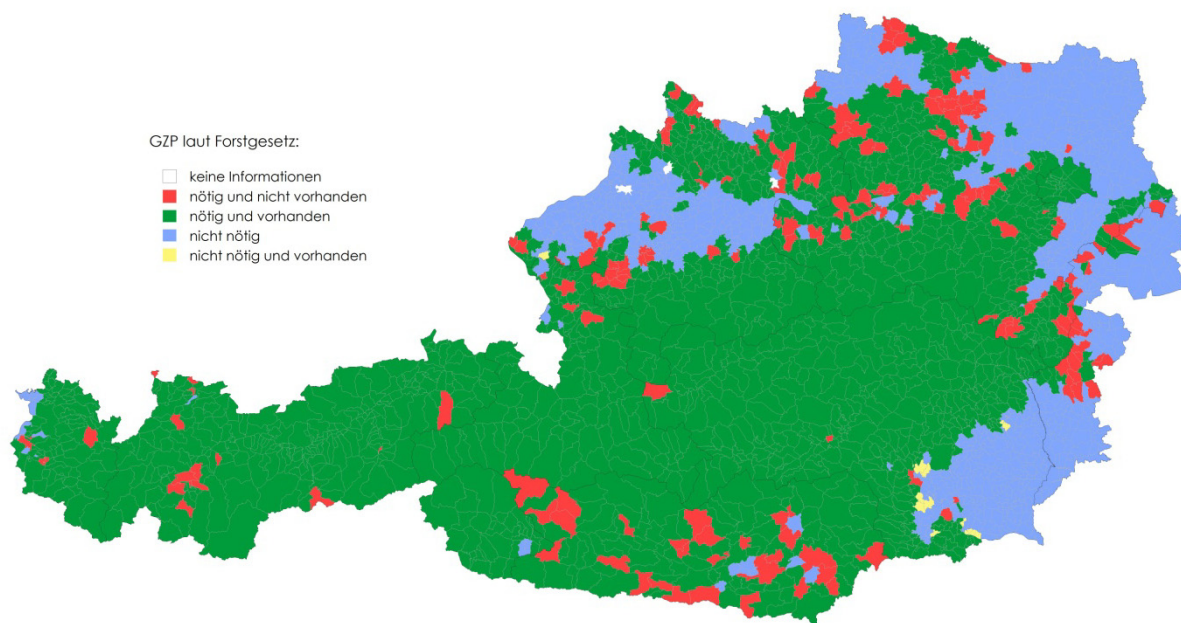 GZP laut Forstgesetz:
keine Informationen
nötig und nicht vorhanden
nötig und vorhanden
nicht nötig
nicht nötig und vorhanden